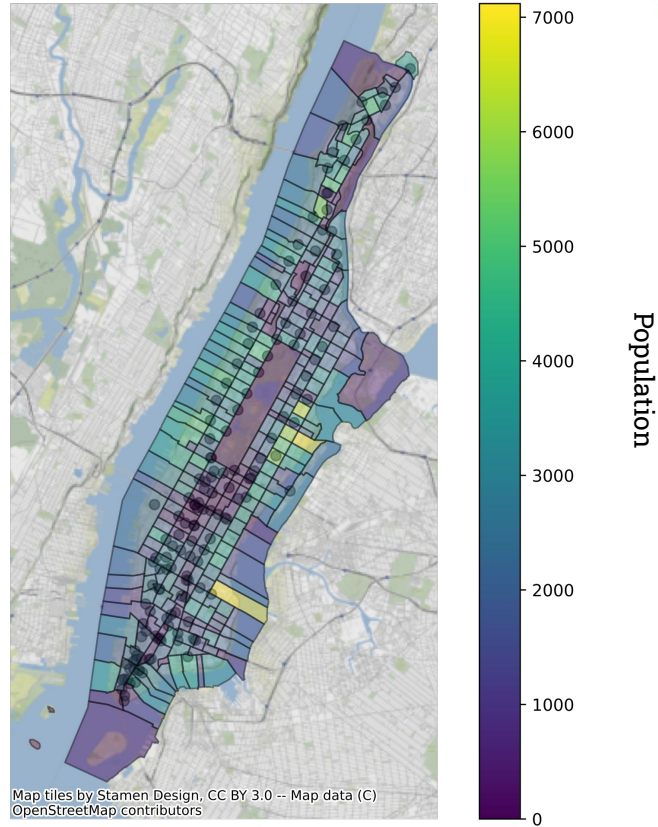 7000
6000
5000
4000
3000
2000
1000
0
Population
Map tiles by Stamen Design, CC BY 3.0 -- Map data (C)
OpenStreetMap contributors